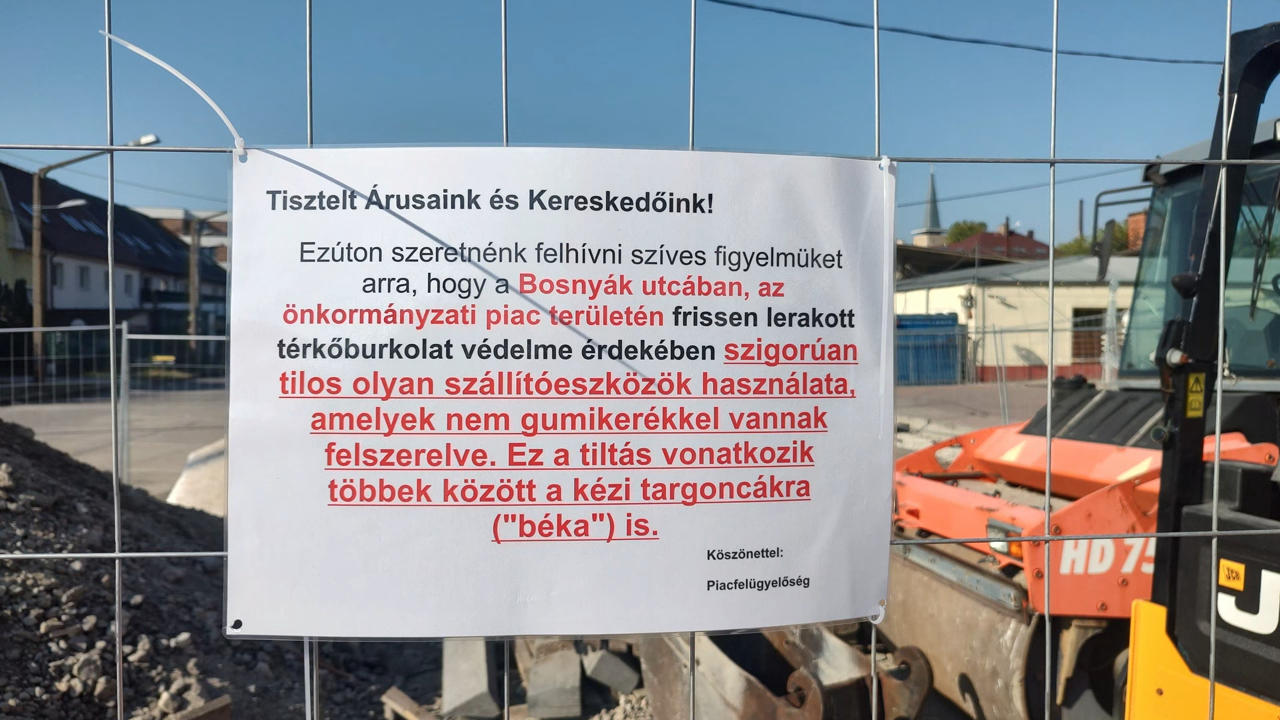 Tisztelt Árusaink és Kereskedőink!
Ezúton szeretnénk felhívni szíves figyelmüket
arra, hogy a Bosnyák utcában, az
önkormányzati piac területén frissen lerakott
térkőburkolat védelme érdekében szigorúan
tilos olyan szállítóeszközök használata,
amelyek nem gumikerékkel vannak
felszerelve. Ez a tiltás vonatkozik
többek között a kézi targoncákra
("béka") is.
Köszönettel:
Piacfelügyelőség
HD 75
JCB